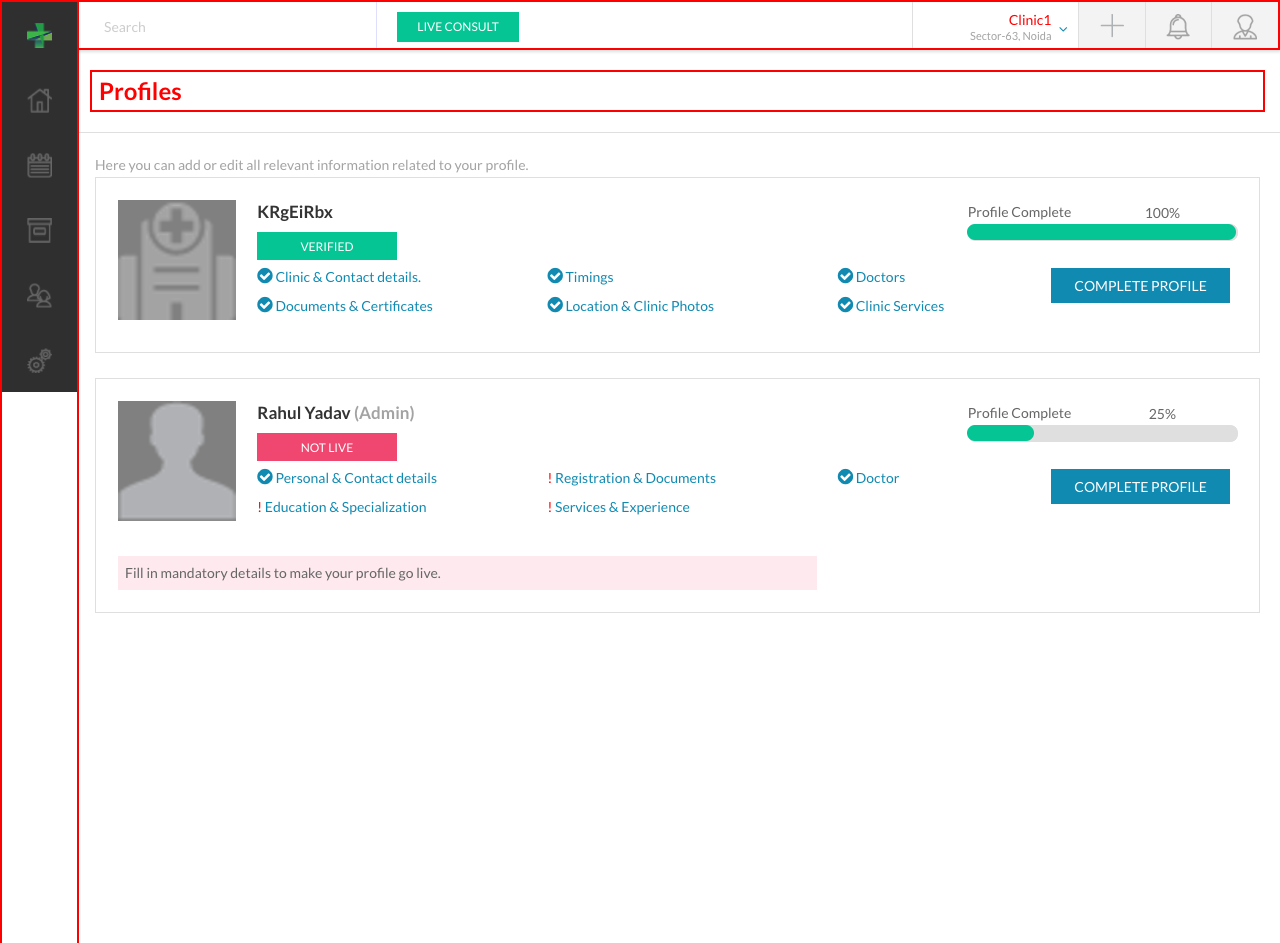 Search
LIVE CONSULT
Clinic1
Sector-63, Noida
Profiles
Here you can add or edit all relevant information related to your profile.
KRgEiRbx
Profile Complete 100%
VERIFIED
Clinic & Contact details. Timings Doctors
COMPLETE PROFILE
Documents & Certificates Location & Clinic Photos Clinic Services
Rahul Yadav (Admin)
Profile Complete 25%
NOT LIVE
Personal & Contact details ! Registration & Documents Doctor
COMPLETE PROFILE
! Education & Specialization ! Services & Experience
Fill in mandatory details to make your profile go live.